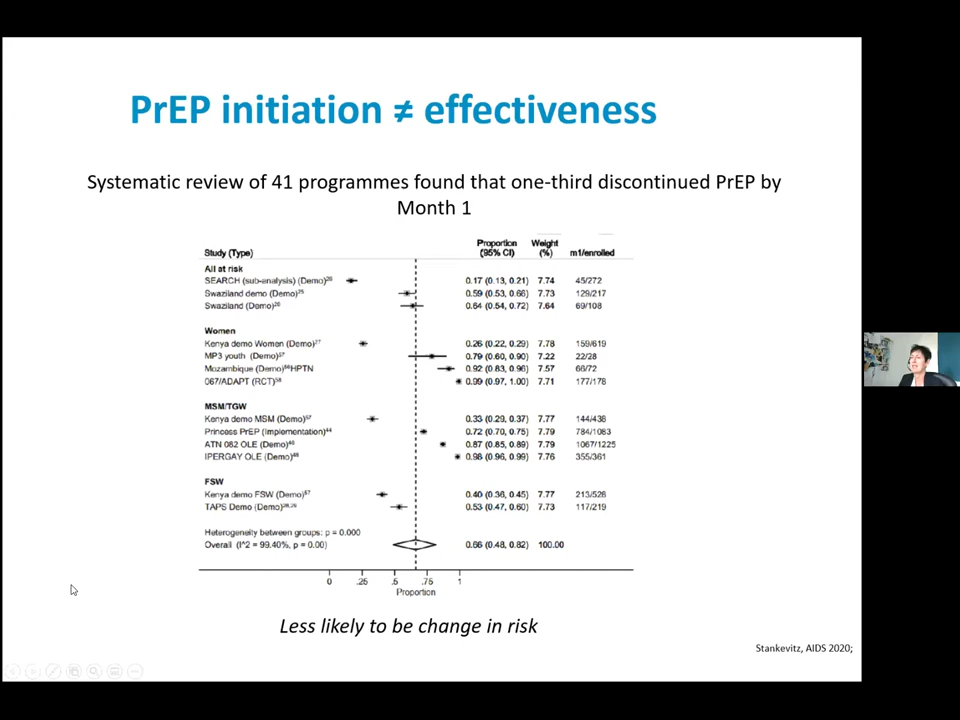 PrEP initiation ≠ effectiveness
Systematic review of 41 programmes found that one-third discontinued PrEP by
Month 1
Study (Type) Proportion (95% CI) Weight (%) m1/enrolled
All at risk
SEARCH (sub-analysis) (Demo)²⁶ 0.17 (0.13, 0.21) 7.74 45/272
Swaziland demo (Demo)²⁵ 0.59 (0.53, 0.66) 7.73 129/217
Swaziland (Demo)²⁰ 0.64 (0.54, 0.72) 7.64 69/108
Women
Kenya demo Women (Demo) 0.26 (0.22, 0.29) 7.78 159/619
MP3 youth (Demo)⁵⁷ 0.79 (0.60, 0.90) 7.22 22/28
Mozambique (Demo) HPTN 0.92 (0.83, 0.96) 7.57 66/72
067/ADAPT (RCT) 0.99 (0.97, 1.00) 7.71 177/178
MSM/TGW
Kenya demo MSM (Demo)⁵⁷ 0.33 (0.29, 0.37) 7.77 144/438
Princess PrEP (Implementation)⁴⁴ 0.72 (0.70, 0.75) 7.79 784/1083
ATN 082 OLE (Demo) 0.87 (0.85, 0.89) 7.79 1067/1225
IPERGAY OLE (Demo) 0.98 (0.96, 0.99) 7.76 355/361
FSW
Kenya demo FSW (Demo)⁵⁷ 0.40 (0.36, 0.45) 7.77 213/528
TAPS Demo (Demo) 0.53 (0.47, 0.60) 7.73 117/219
Heterogeneity between groups: p = 0.000
Overall (I^2 = 99.40%, p = 0.00) 0.66 (0.48, 0.82) 100.00
0 .25 .5 .75 1
Proportion
Less likely to be change in risk
Stankevitz, AIDS 2020;